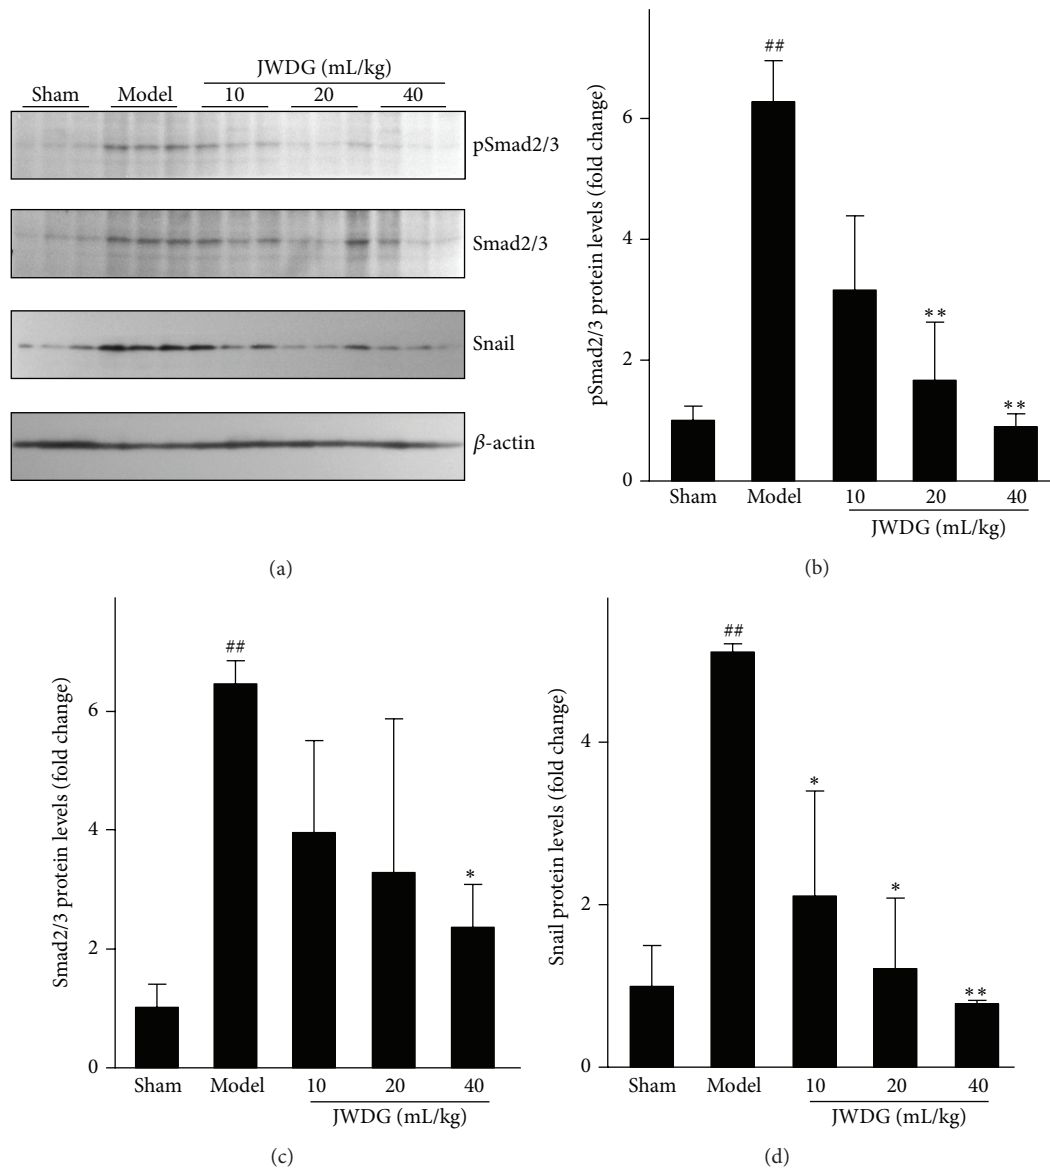 JWDG (mL/kg)
Sham Model 10 20 40
pSmad2/3
Smad2/3
Snail
β-actin
(a)
pSmad2/3 protein levels (fold change)
6
4
2
0
##
**
**
Sham Model 10 20 40
JWDG (mL/kg)
(b)
Smad2/3 protein levels (fold change)
6
4
2
0
##
*
Sham Model 10 20 40
JWDG (mL/kg)
(c)
Snail protein levels (fold change)
4
2
0
##
*
*
**
Sham Model 10 20 40
JWDG (mL/kg)
(d)